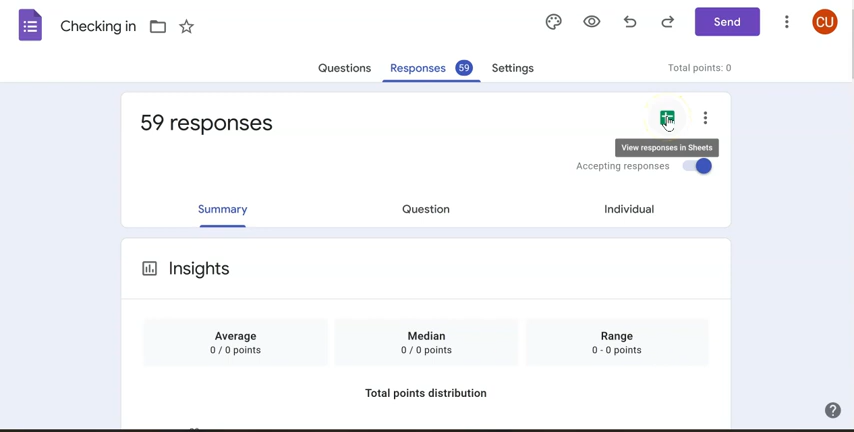 Checking in
Send
CU
Questions
Responses 59
Settings
Total points: 0
59 responses
View responses in Sheets
Accepting responses
Summary
Question
Individual
Insights
Average
0 / 0 points
Median
0 / 0 points
Range
0 - 0 points
Total points distribution